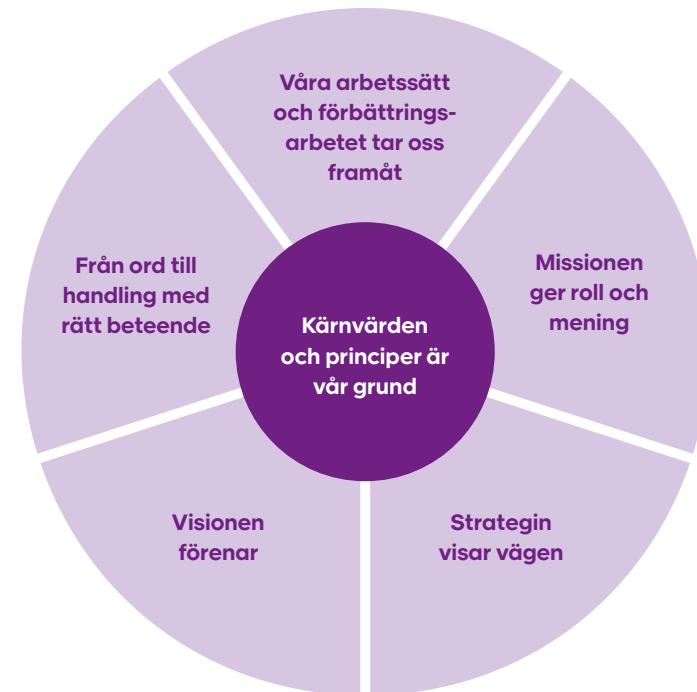 Våra arbetssätt
och förbättrings-
arbetet tar oss
framåt
Missionen
ger roll och
mening
Från ord till
handling med
rätt beteende
Kärnvärden
och principer är
vår grund
Visionen
förenar
Strategin
visar vägen